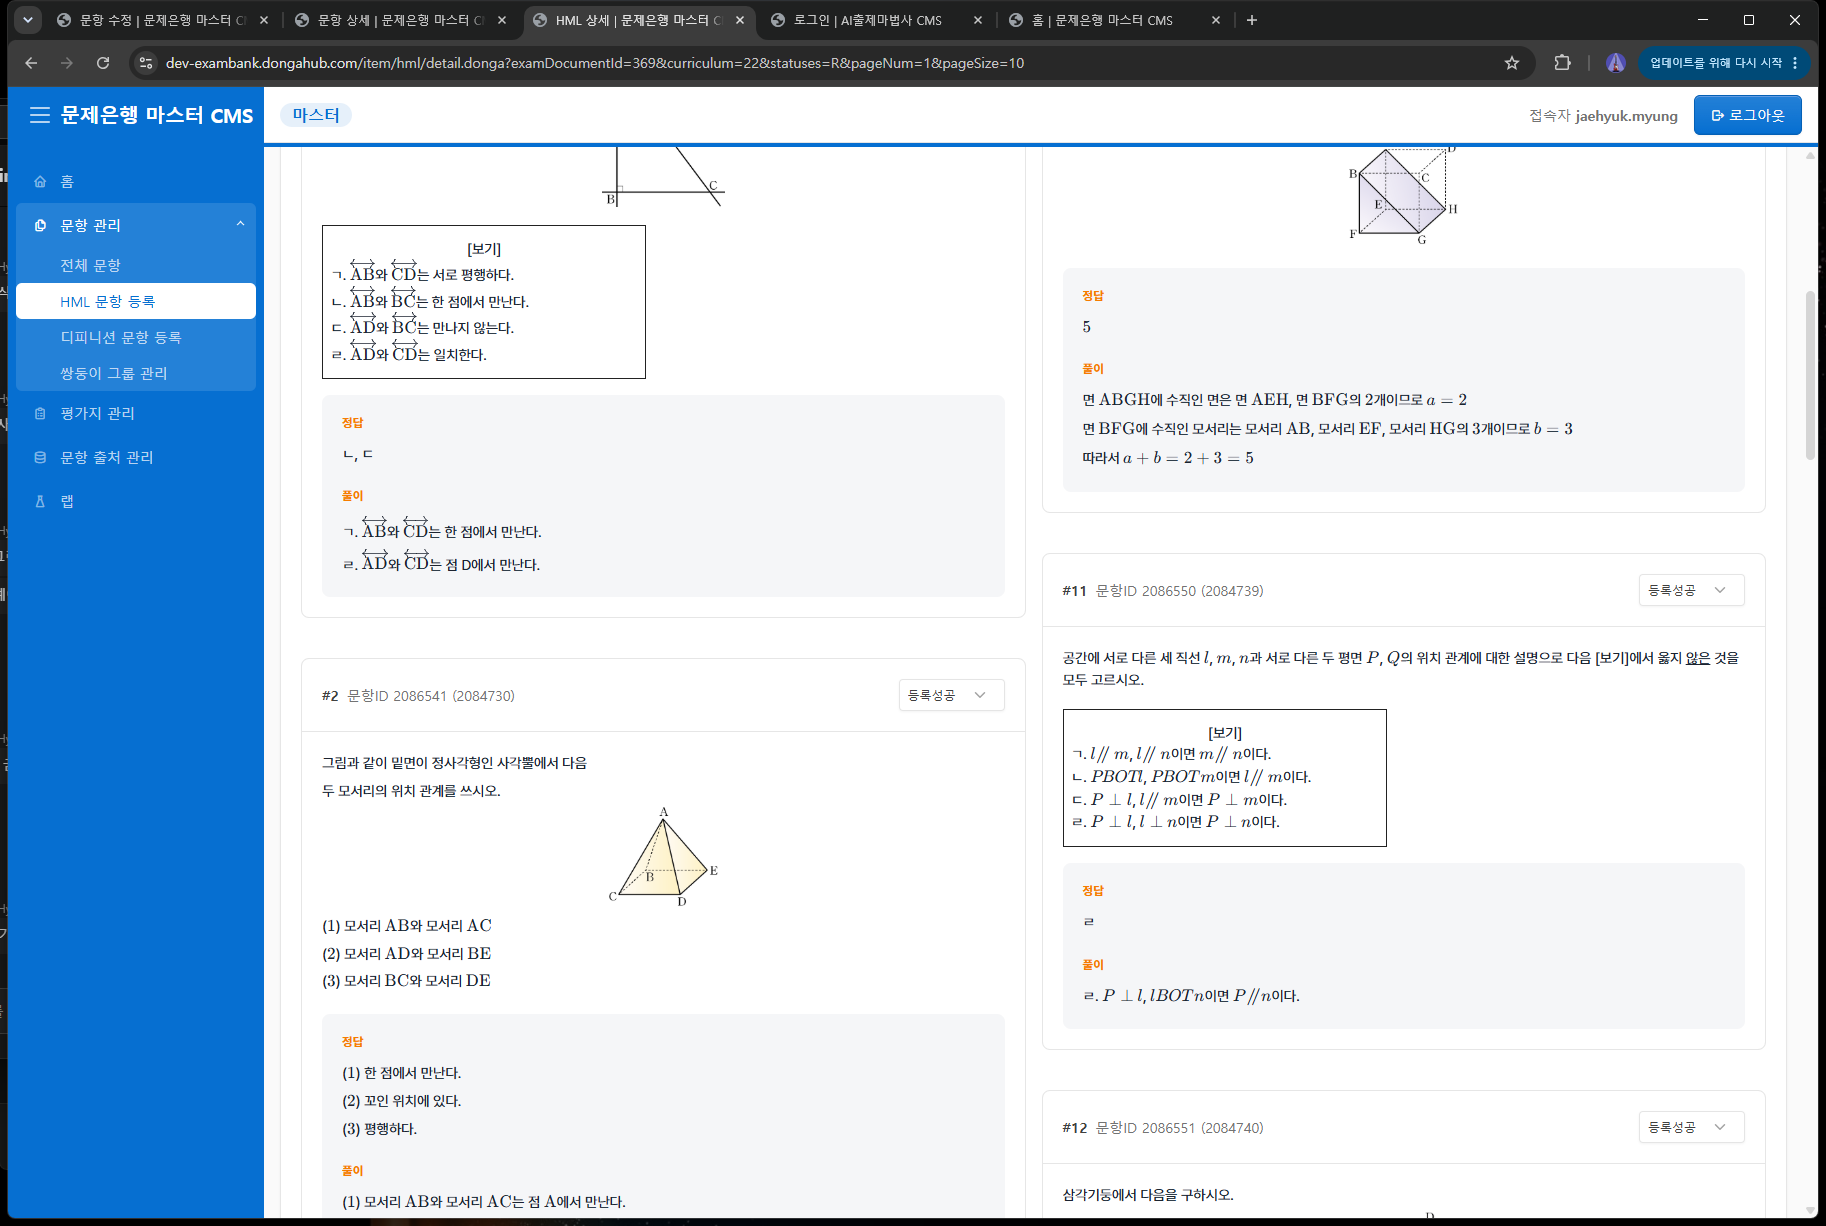 문항 수정 | 문제은행 마스터 C
문항 상세 | 문제은행 마스터 C
HML 상세 | 문제은행 마스터 C
로그인 | AI출제마법사 CMS
홈 | 문제은행 마스터 CMS
dev-exambank.dongahub.com/item/hml/detail.donga?examDocumentId=369&curriculum=22&statuses=R&pageNum=1&pageSize=10
업데이트를 위해 다시 시작
문제은행 마스터 CMS
마스터
접속자 jaehyuk.myung
로그아웃
홈
문항 관리
전체 문항
HML 문항 등록
디피니션 문항 등록
쌍둥이 그룹 관리
평가지 관리
문항 출처 관리
랩
B
C
[보기]
ㄱ. AB와 CD는 서로 평행하다.
ㄴ. AB와 BC는 한 점에서 만난다.
ㄷ. AD와 BC는 만나지 않는다.
ㄹ. AD와 CD는 일치한다.
정답
ㄴ, ㄷ
풀이
ㄱ. AB와 CD는 한 점에서 만난다.
ㄹ. AD와 CD는 점 D에서 만난다.
#2 문항ID 2086541 (2084730)
등록성공
그림과 같이 밑면이 정사각형인 사각뿔에서 다음
두 모서리의 위치 관계를 쓰시오.
A
B
E
C
D
(1) 모서리 AB와 모서리 AC
(2) 모서리 AD와 모서리 BE
(3) 모서리 BC와 모서리 DE
정답
(1) 한 점에서 만난다.
(2) 꼬인 위치에 있다.
(3) 평행하다.
풀이
(1) 모서리 AB와 모서리 AC는 점 A에서 만난다.
D
B
C
E
H
F
G
정답
5
풀이
면 ABGH에 수직인 면은 면 AEH, 면 BFG의 2개이므로 a = 2
면 BFG에 수직인 모서리는 모서리 AB, 모서리 EF, 모서리 HG의 3개이므로 b = 3
따라서 a + b = 2 + 3 = 5
#11 문항ID 2086550 (2084739)
등록성공
공간에 서로 다른 세 직선 l, m, n과 서로 다른 두 평면 P, Q의 위치 관계에 대한 설명으로 다음 [보기]에서 옳지 않은 것을
모두 고르시오.
[보기]
ㄱ. l // m, l // n이면 m // n이다.
ㄴ. PBOTl, PBOTm이면 l // m이다.
ㄷ. P ⊥ l, l // m이면 P ⊥ m이다.
ㄹ. P ⊥ l, l ⊥ n이면 P ⊥ n이다.
정답
ㄹ
풀이
ㄹ. P ⊥ l, lBOTn이면 P//n이다.
#12 문항ID 2086551 (2084740)
등록성공
삼각기둥에서 다음을 구하시오.